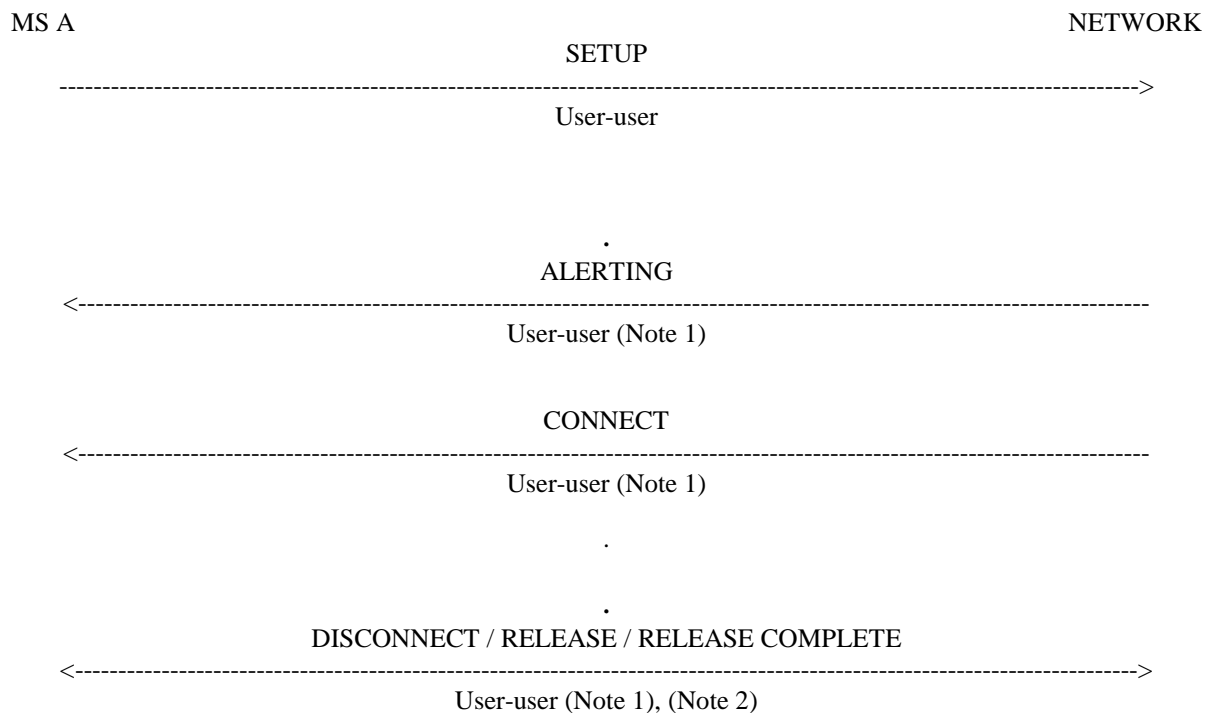 MS A NETWORK
SETUP
------------------------------------------------------------------------------------------------------------------------------>
User-user
.
ALERTING
<-----------------------------------------------------------------------------------------------------------------------------
User-user (Note 1)
CONNECT
<-----------------------------------------------------------------------------------------------------------------------------
User-user (Note 1)
.
.
DISCONNECT / RELEASE / RELEASE COMPLETE
<---------------------------------------------------------------------------------------------------------------------------->
User-user (Note 1), (Note 2)